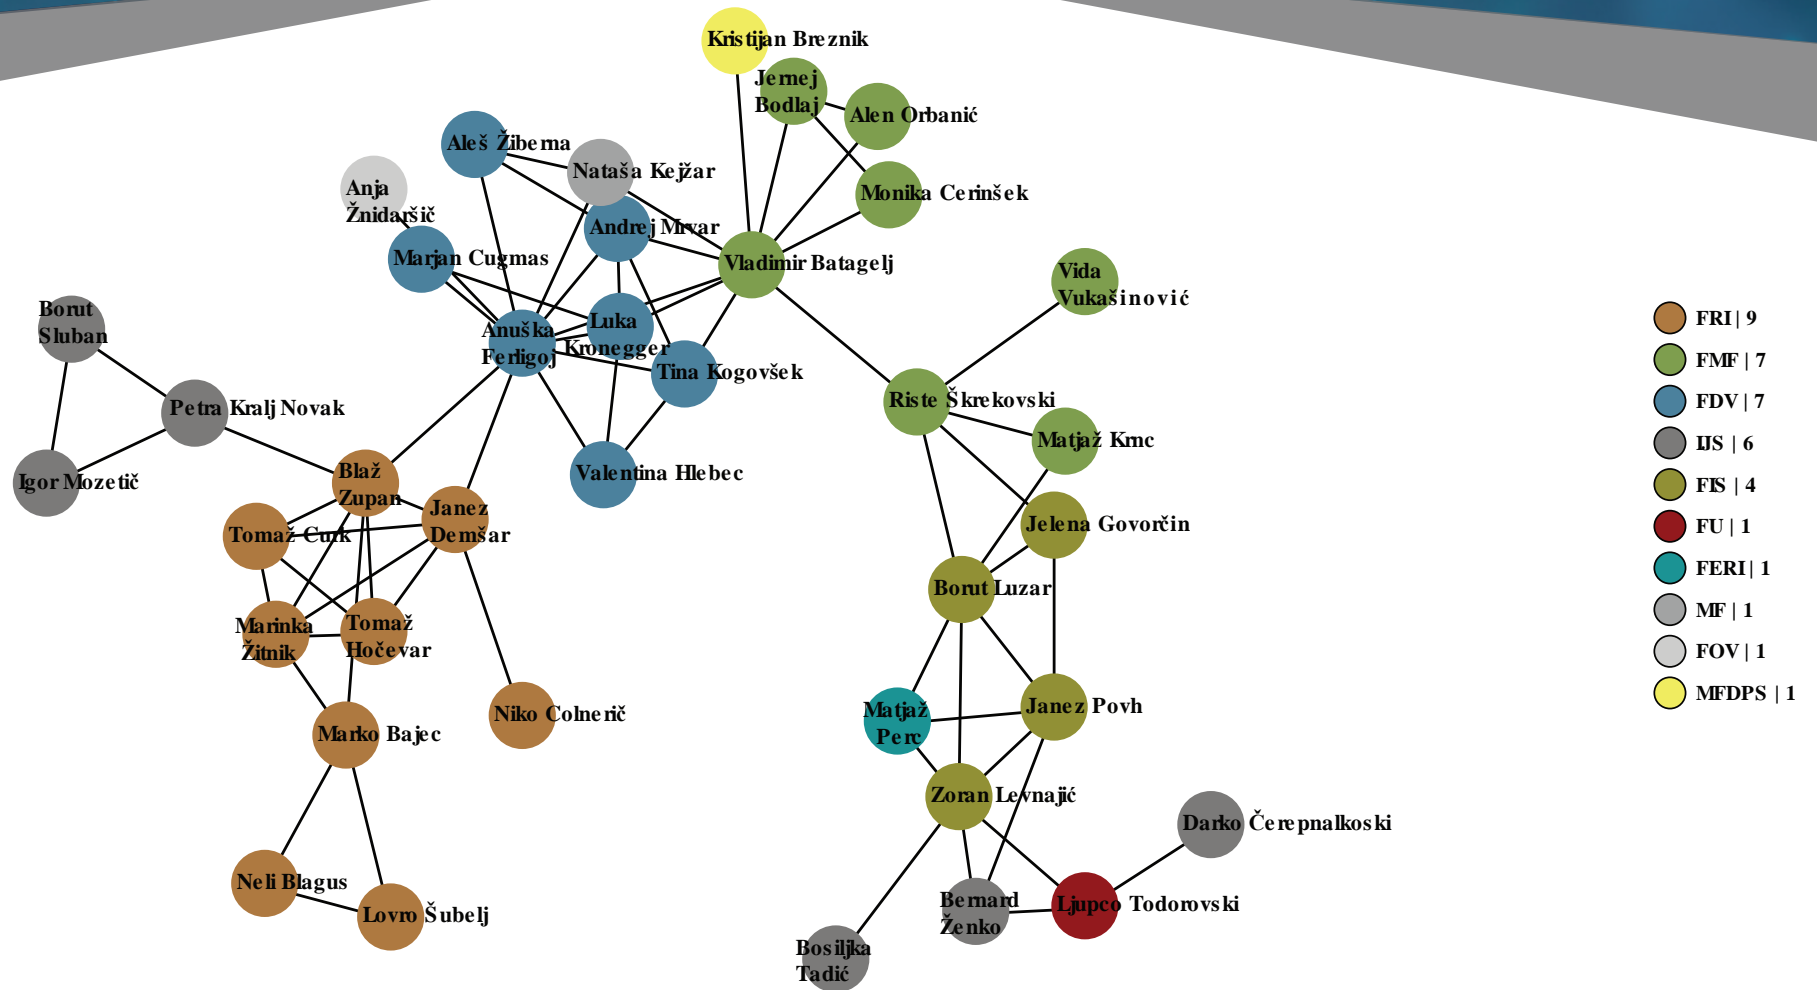 Kristijan Breznik
Jernej
Bodlaj
Alen Orbanić
Aleš Žiberna
Nataša Kejžar
Anja
Žnidaršič
Monika Cerinšek
Andrej Mrvar
Marjan Cugmas
Vladimir Batagelj
Vida
Vukašinović
Borut
Sluban
Anuška
Ferligoj
Luka
Kronegger
Tina Kogovšek
Petra Kralj Novak
Riste Škrekovski
Matjaž Krnc
Igor Mozetič
Blaž
Zupan
Valentina Hlebec
Janez
Demšar
Tomaž Curk
Jelena Govorčin
Borut Luzar
Marinka
Žitnik
Tomaž
Hočevar
Niko Colnerič
Matjaž
Perc
Janez Povh
Marko Bajec
Zoran Levnajić
Darko Čerepnalkoski
Neli Blagus
Lovro Šubelj
Bernard
Ženko
Ljupco Todorovski
Bosiljka
Tadić
FRI | 9
FMF | 7
FDV | 7
IJS | 6
FIS | 4
FU | 1
FERI | 1
MF | 1
FOV | 1
MFDPS | 1